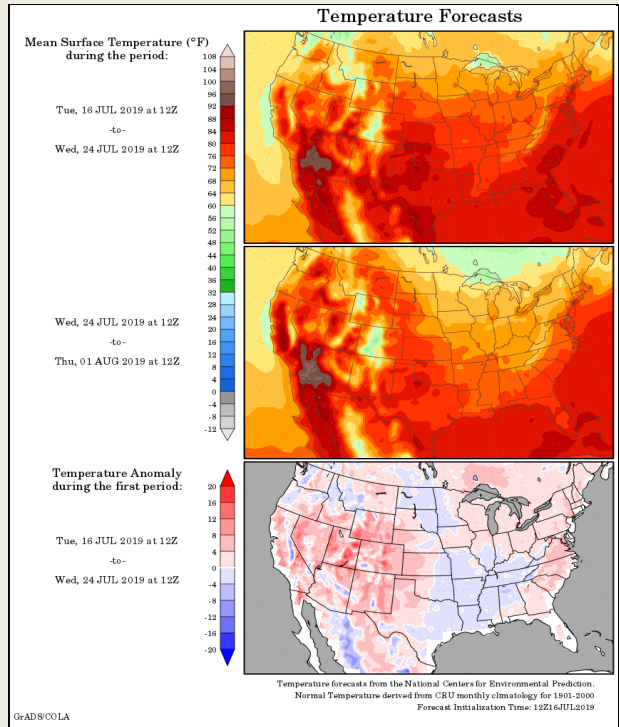 Temperature Forecasts
Mean Surface Temperature (°F)
during the period:
Tue, 16 JUL 2019 at 12Z
-to-
Wed, 24 JUL 2019 at 12Z
108
104
100
96
92
88
84
80
76
72
68
64
60
56
52
48
44
40
36
32
28
24
20
16
12
8
4
0
-4
-8
-12
Wed, 24 JUL 2019 at 12Z
-to-
Thu, 01 AUG 2019 at 12Z
Temperature Anomaly
during the first period:
Tue, 16 JUL 2019 at 12Z
-to-
Wed, 24 JUL 2019 at 12Z
20
16
12
8
4
0
-4
-8
-12
-16
-20
Temperature forecasts from the National Centers for Environmental Prediction.
Normal Temperature derived from CRU monthly climatology for 1901-2000
Forecast Initialization Time: 12Z16JUL2019
GrADS/COLA